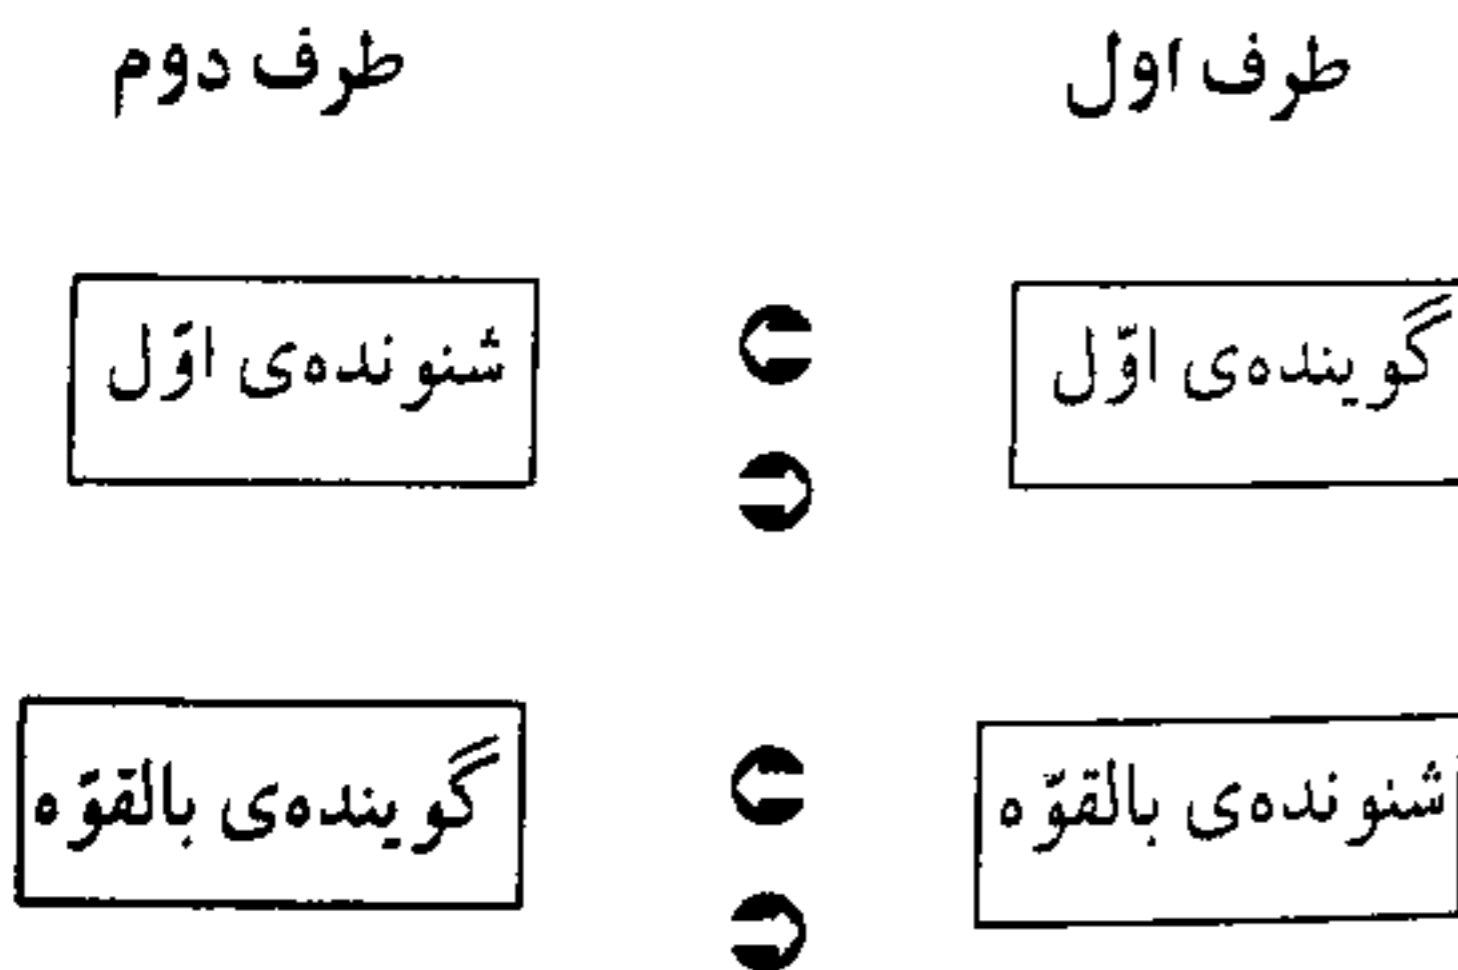 طرف اول
طرف دوم
گوینده‌ی اوّل
شنونده‌ی اوّل
شنونده‌ی بالقوّه
گوینده‌ی بالقوّه